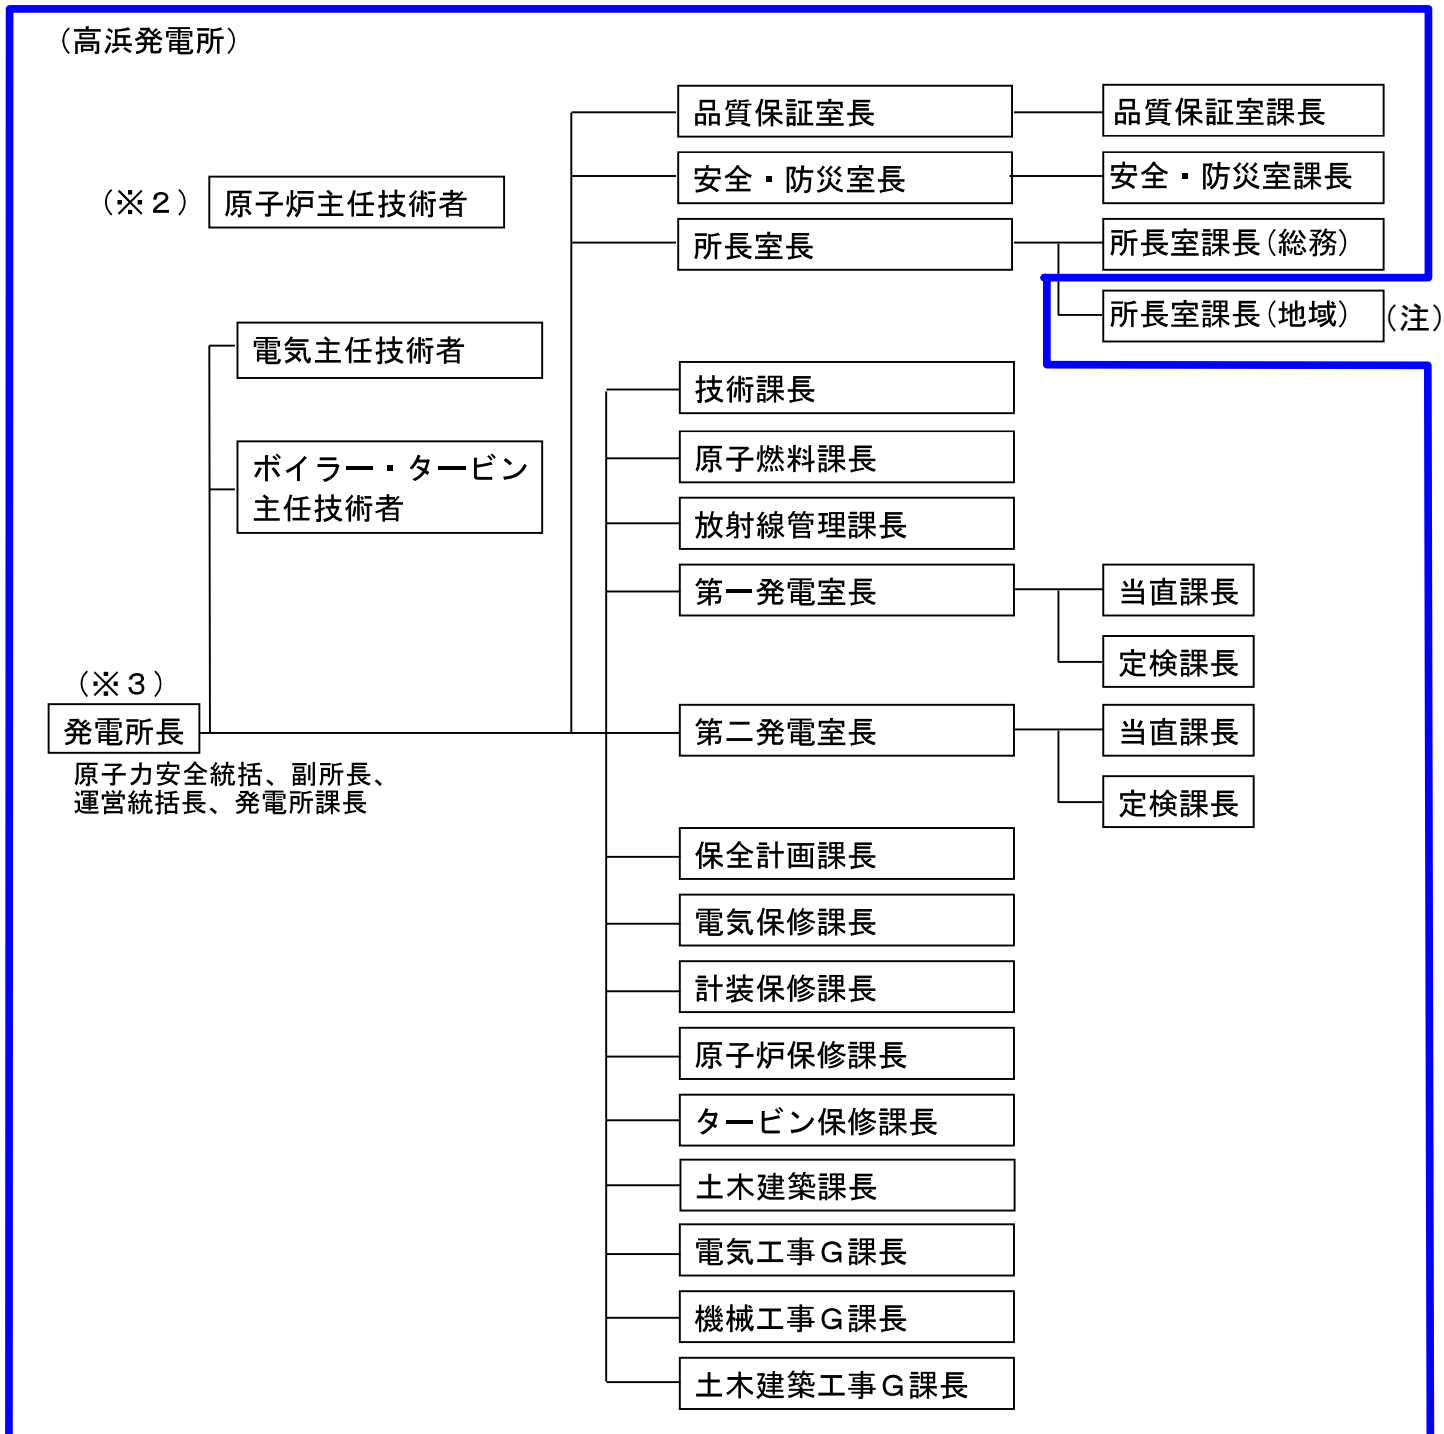 （高浜発電所）
品質保証室長
品質保証室課長
安全・防災室長
安全・防災室課長
（※２）
原子炉主任技術者
所長室長
所長室課長（総務）
所長室課長（地域）
（注）
電気主任技術者
ボイラー・タービン
主任技術者
技術課長
原子燃料課長
放射線管理課長
第一発電室長
当直課長
定検課長
（※３）
発電所長
原子力安全統括、副所長、
運営統括長、発電所課長
第二発電室長
当直課長
定検課長
保全計画課長
電気保修課長
計装保修課長
原子炉保修課長
タービン保修課長
土木建築課長
電気工事Ｇ課長
機械工事Ｇ課長
土木建築工事Ｇ課長